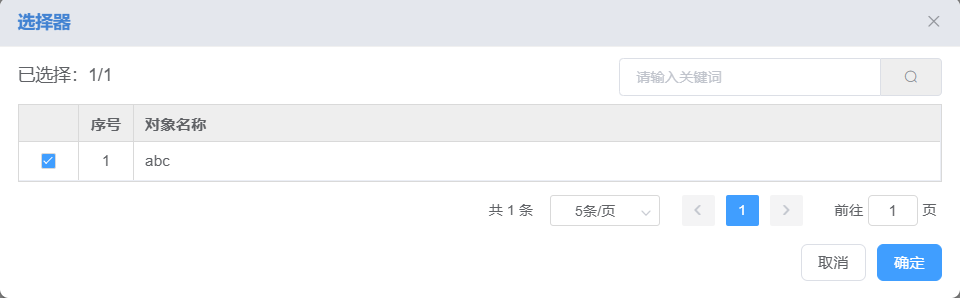 选择器
已选择：1/1
请输入关键词
序号 对象名称
1 abc
共 1 条 5条/页 1 前往 1 页
取消 确定